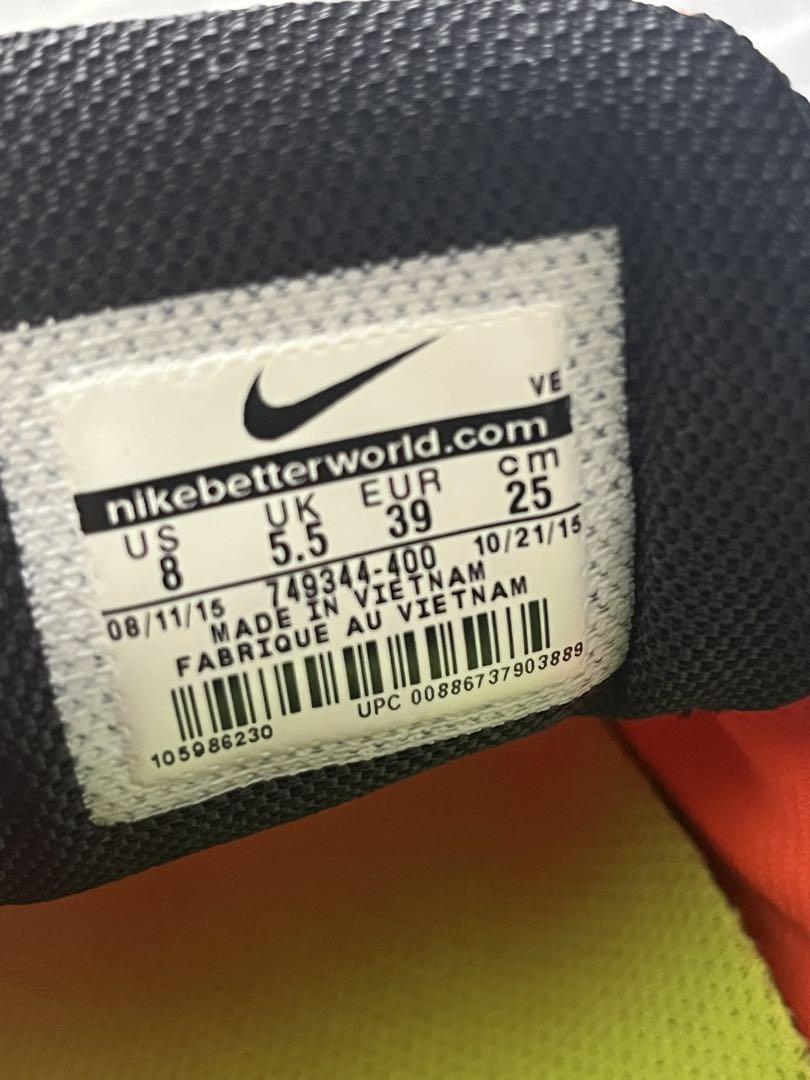 VE
nikebetterworld.com
US UK EUR cm
8 5.5 39 25
08/11/15 749344-400 10/21/15
MADE IN VIETNAM
FABRIQUE AU VIETNAM
105986230 UPC 00886737903889